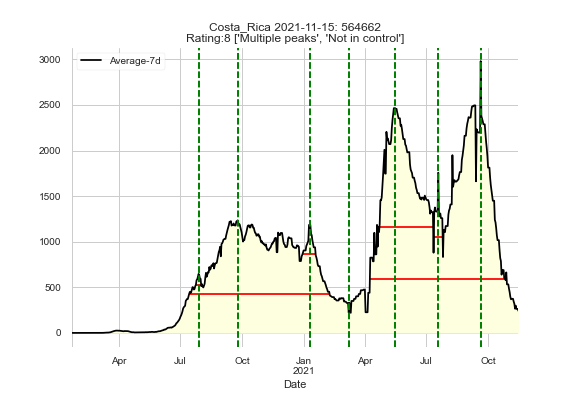 Costa_Rica 2021-11-15: 564662
Rating:8 ['Multiple peaks', 'Not in control']
Average-7d
3000
2500
2000
1500
1000
500
0
Apr Jul Oct Jan Apr Jul Oct
2021
Date